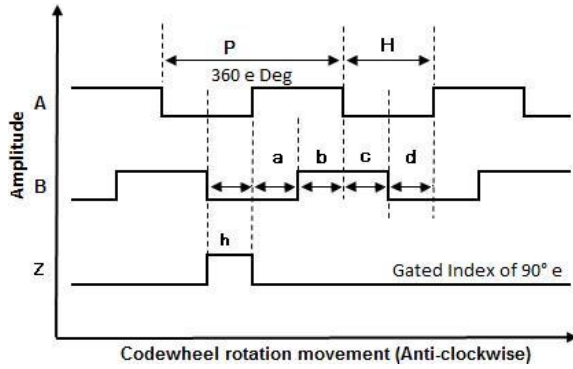 P
H
360 e Deg
A
a
b
c
d
B
h
Z
Gated Index of 90° e
Amplitude
Codewheel rotation movement (Anti-clockwise)